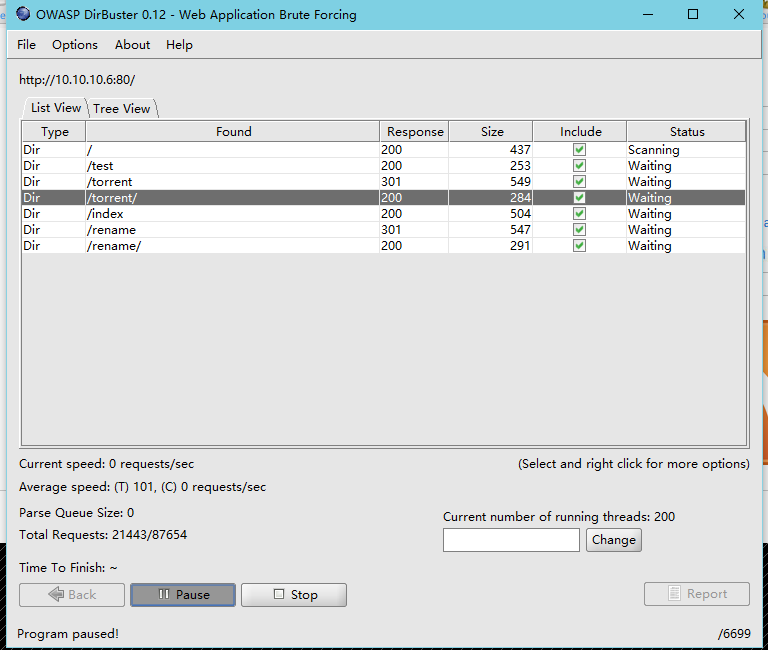 OWASP DirBuster 0.12 - Web Application Brute Forcing
File Options About Help
http://10.10.10.6:80/
List View Tree View
Type Found Response Size Include Status
Dir / 200 437 Scanning
Dir /test 200 253 Waiting
Dir /torrent 301 549 Waiting
Dir /torrent/ 200 284 Waiting
Dir /index 200 504 Waiting
Dir /rename 301 547 Waiting
Dir /rename/ 200 291 Waiting
Current speed: 0 requests/sec (Select and right click for more options)
Average speed: (T) 101, (C) 0 requests/sec
Parse Queue Size: 0
Current number of running threads: 200
Total Requests: 21443/87654
Change
Time To Finish: ~
Back Pause Stop Report
Program paused! /6699